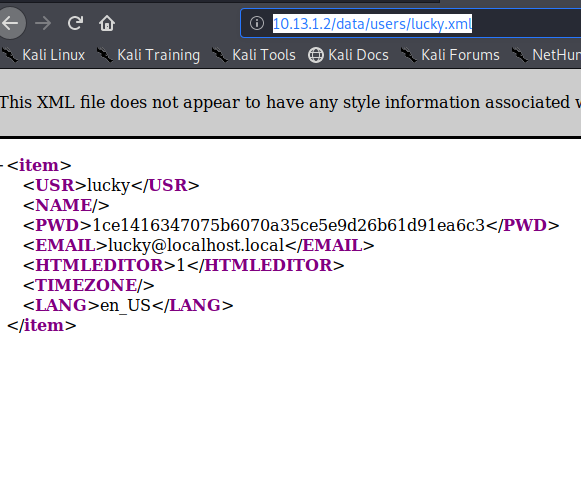 10.13.1.2/data/users/lucky.xml
Kali Linux Kali Training Kali Tools Kali Docs Kali Forums NetHun
This XML file does not appear to have any style information associated w
-<item>
<USR>lucky</USR>
<NAME/>
<PWD>1ce1416347075b6070a35ce5e9d26b61d91ea6c3</PWD>
<EMAIL>lucky@localhost.local</EMAIL>
<HTMLEDITOR>1</HTMLEDITOR>
<TIMEZONE/>
<LANG>en_US</LANG>
</item>